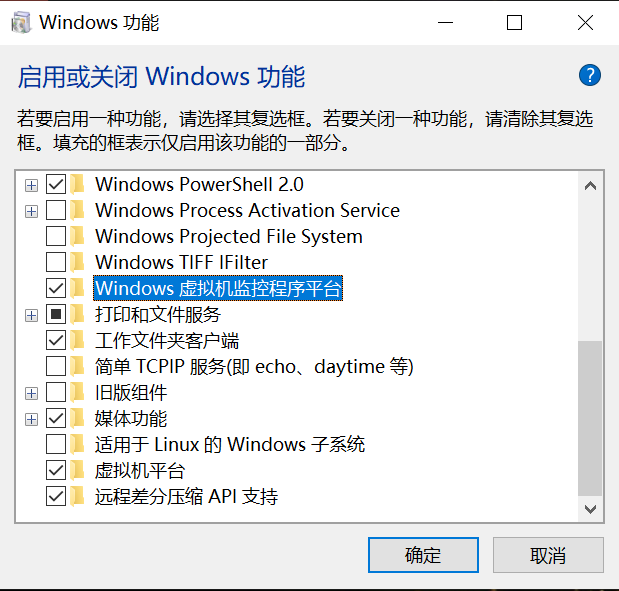 Windows 功能
启用或关闭 Windows 功能
?
若要启用一种功能，请选择其复选框。若要关闭一种功能，请清除其复选
框。填充的框表示仅启用该功能的一部分。
Windows PowerShell 2.0
Windows Process Activation Service
Windows Projected File System
Windows TIFF IFilter
Windows 虚拟机监控程序平台
打印和文件服务
工作文件夹客户端
简单 TCPIP 服务(即 echo、daytime 等)
旧版组件
媒体功能
适用于 Linux 的 Windows 子系统
虚拟机平台
远程差分压缩 API 支持
确定
取消